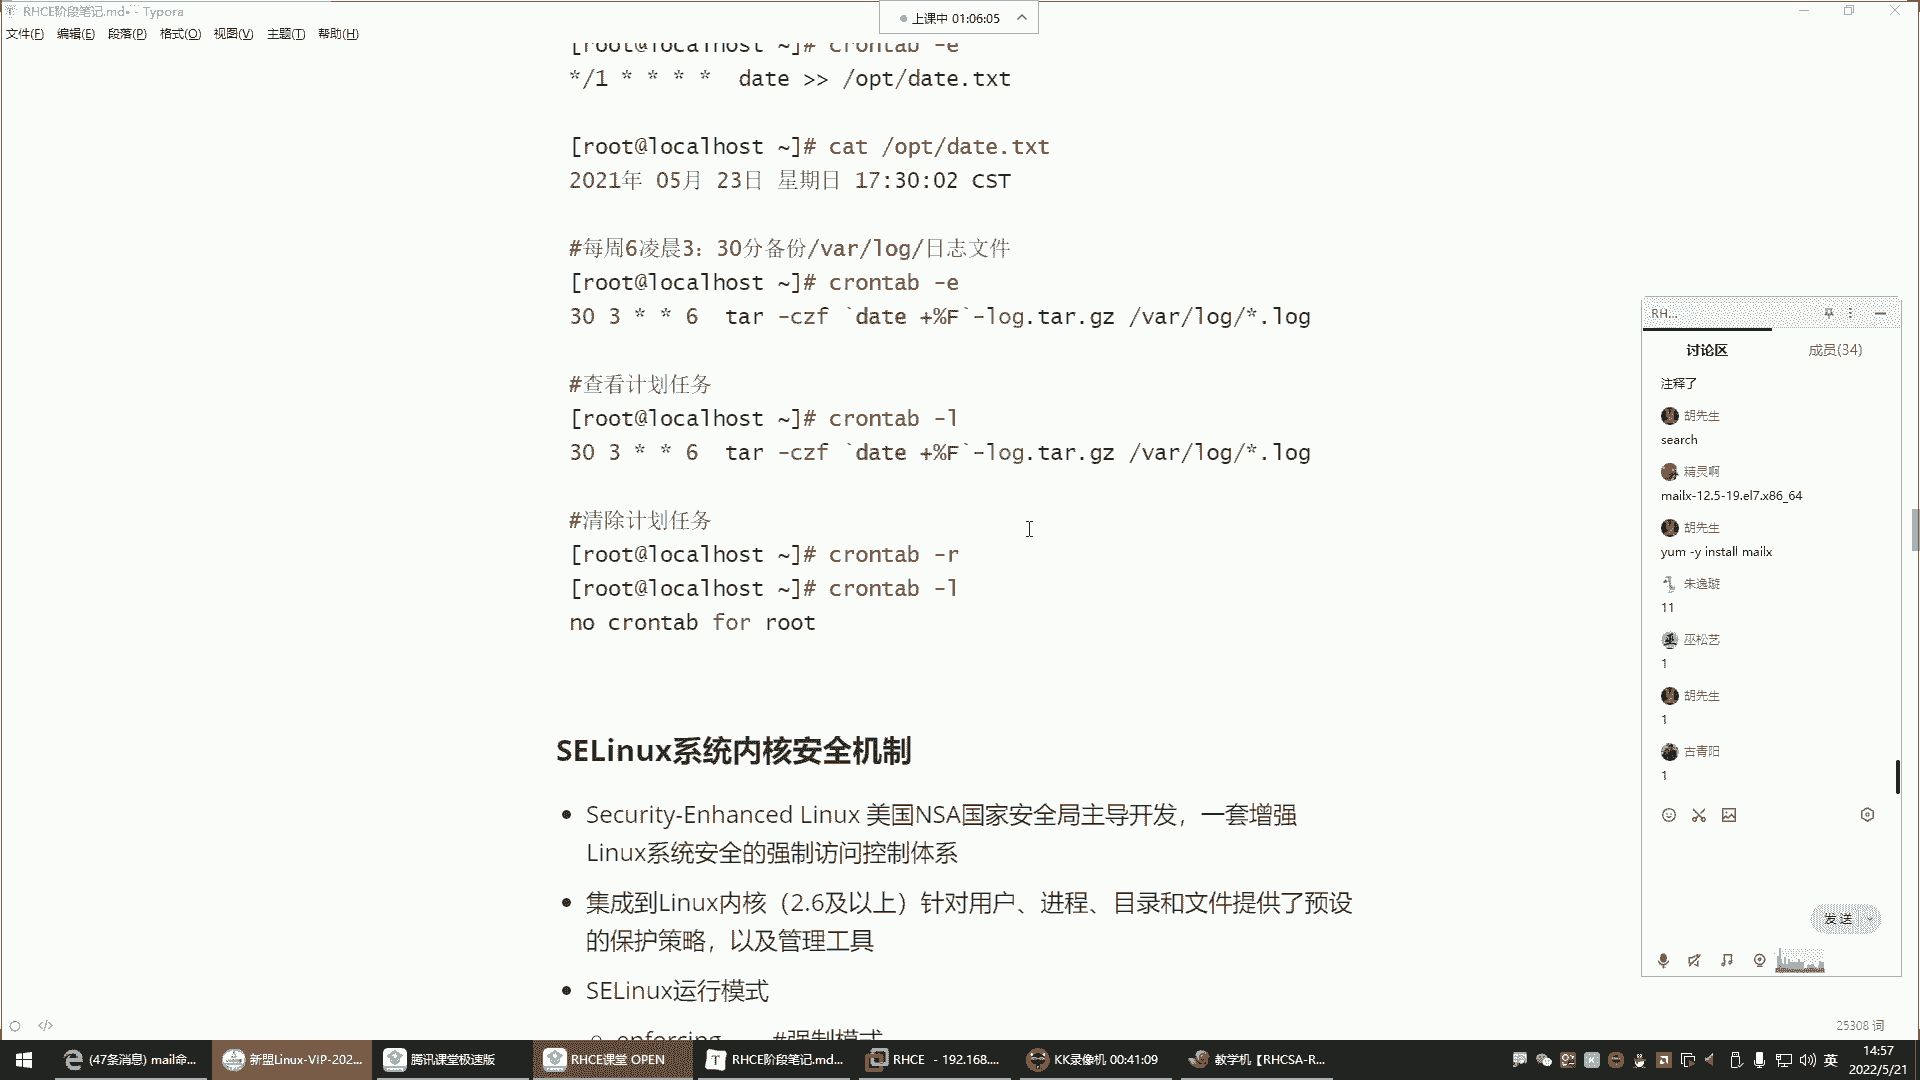 RHCE阶段笔记.md• - Typora
上课中 01:06:05
文件(F) 编辑(E) 段落(P) 格式(O) 视图(V) 主题(T) 帮助(H)
[root@localhost ~]# crontab -e
*/1 * * * *  date >> /opt/date.txt
[root@localhost ~]# cat /opt/date.txt
2021年 05月 23日 星期日 17:30:02 CST
#每周6凌晨3：30分备份/var/log/日志文件
[root@localhost ~]# crontab -e
30 3 * * 6  tar -czf `date +%F`-log.tar.gz /var/log/*.log
#查看计划任务
[root@localhost ~]# crontab -l
30 3 * * 6  tar -czf `date +%F`-log.tar.gz /var/log/*.log
#清除计划任务
[root@localhost ~]# crontab -r
[root@localhost ~]# crontab -l
no crontab for root
SELinux系统内核安全机制
• Security-Enhanced Linux 美国NSA国家安全局主导开发，一套增强
Linux系统安全的强制访问控制体系
• 集成到Linux内核（2.6及以上）针对用户、进程、目录和文件提供了预设
的保护策略，以及管理工具
• SELinux运行模式
enforcing #强制模式
RH...
讨论区 成员(34)
注释了
胡先生
search
精灵啊
mailx-12.5-19.el7.x86_64
胡先生
yum -y install mailx
朱逸璇
11
巫松艺
1
胡先生
1
古青阳
1
发送
25308 词
(47条消息) mail命... 新盟Linux-VIP-202... 腾讯课堂极速版 RHCE课堂 OPEN RHCE阶段笔记.md... RHCE - 192.168.... KK录像机 00:41:09 教学机【RHCSA-R... 英 14:57
2022/5/21